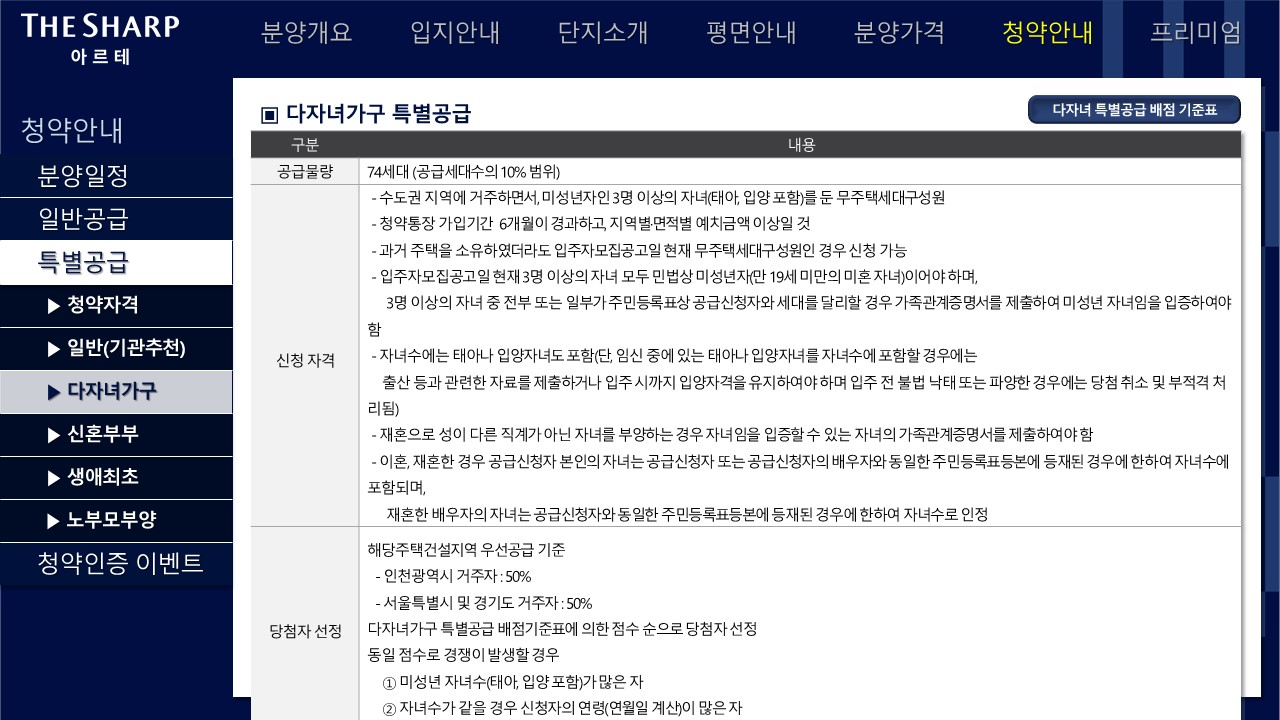 THE SHARP
아르테
분양개요 입지안내 단지소개 평면안내 분양가격 청약안내 프리미엄
청약안내
분양일정
일반공급
특별공급
▶ 청약자격
▶ 일반(기관추천)
▶ 다자녀가구
▶ 신혼부부
▶ 생애최초
▶ 노부모부양
청약인증 이벤트
▣ 다자녀가구 특별공급
다자녀 특별공급 배점 기준표
구분 내용
공급물량 74세대 (공급세대수의 10% 범위)
신청 자격
- 수도권 지역에 거주하면서, 미성년자인 3명 이상의 자녀(태아, 입양 포함)를 둔 무주택세대구성원
- 청약통장 가입기간 6개월이 경과하고, 지역별·면적별 예치금액 이상일 것
- 과거 주택을 소유하였더라도 입주자모집공고일 현재 무주택세대구성원인 경우 신청 가능
- 입주자모집공고일 현재 3명 이상의 자녀 모두 민법상 미성년자(만 19세 미만의 미혼 자녀)이어야 하며,
3명 이상의 자녀 중 전부 또는 일부가 주민등록표상 공급신청자와 세대를 달리할 경우 가족관계증명서를 제출하여 미성년 자녀임을 입증하여야
함
- 자녀수에는 태아나 입양자녀도 포함(단, 임신 중에 있는 태아나 입양자녀를 자녀수에 포함할 경우에는
출산 등과 관련한 자료를 제출하거나 입주 시까지 입양자격을 유지하여야 하며 입주 전 불법 낙태 또는 파양한 경우에는 당첨 취소 및 부적격 처
리됨)
- 재혼으로 성이 다른 직계가 아닌 자녀를 부양하는 경우 자녀임을 입증할 수 있는 자녀의 가족관계증명서를 제출하여야 함
- 이혼, 재혼한 경우 공급신청자 본인의 자녀는 공급신청자 또는 공급신청자의 배우자와 동일한 주민등록표등본에 등재된 경우에 한하여 자녀수에
포함되며,
재혼한 배우자의 자녀는 공급신청자와 동일한 주민등록표등본에 등재된 경우에 한하여 자녀수로 인정
당첨자 선정
해당주택건설지역 우선공급 기준
- 인천광역시 거주자 : 50%
- 서울특별시 및 경기도 거주자 : 50%
다자녀가구 특별공급 배점기준표에 의한 점수 순으로 당첨자 선정
동일 점수로 경쟁이 발생할 경우
① 미성년 자녀수(태아, 입양 포함)가 많은 자
② 자녀수가 같을 경우 신청자의 연령(연월일 계산)이 많은 자